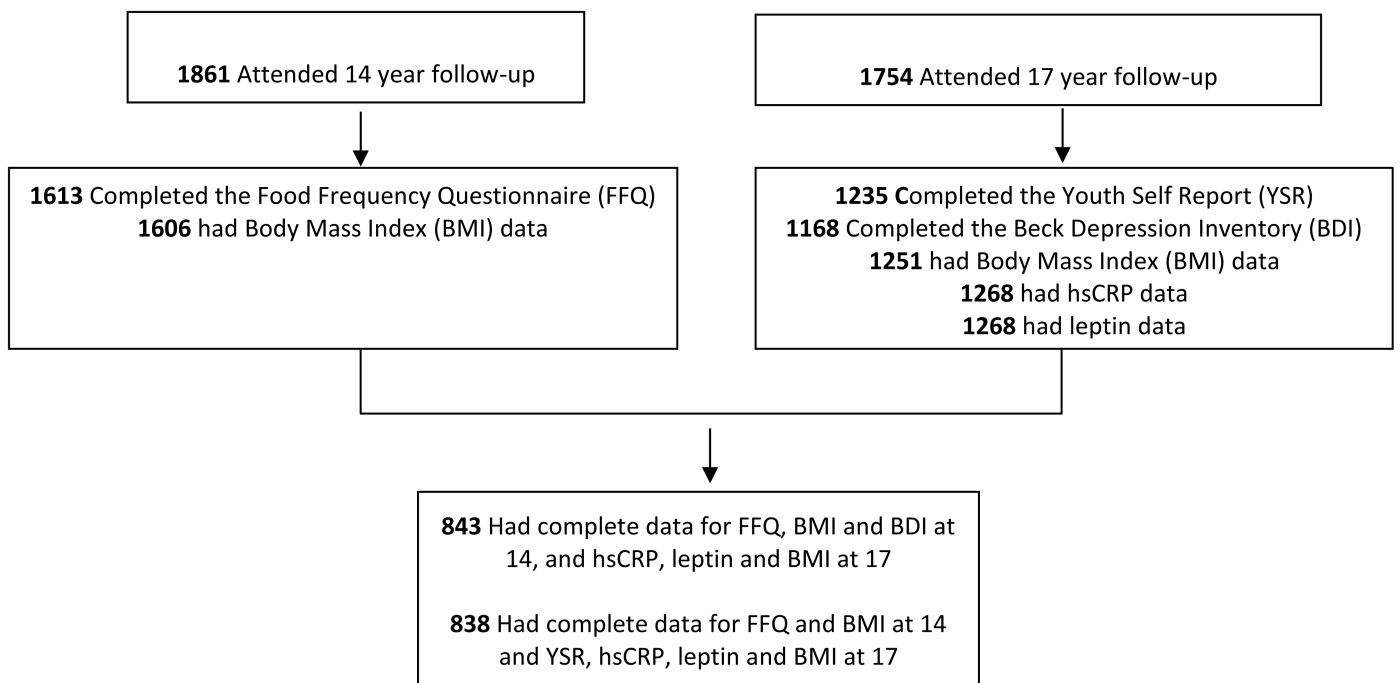 1861 Attended 14 year follow-up
1754 Attended 17 year follow-up
1613 Completed the Food Frequency Questionnaire (FFQ)
1606 had Body Mass Index (BMI) data
1235 Completed the Youth Self Report (YSR)
1168 Completed the Beck Depression Inventory (BDI)
1251 had Body Mass Index (BMI) data
1268 had hsCRP data
1268 had leptin data
843 Had complete data for FFQ, BMI and BDI at
14, and hsCRP, leptin and BMI at 17
838 Had complete data for FFQ and BMI at 14
and YSR, hsCRP, leptin and BMI at 17